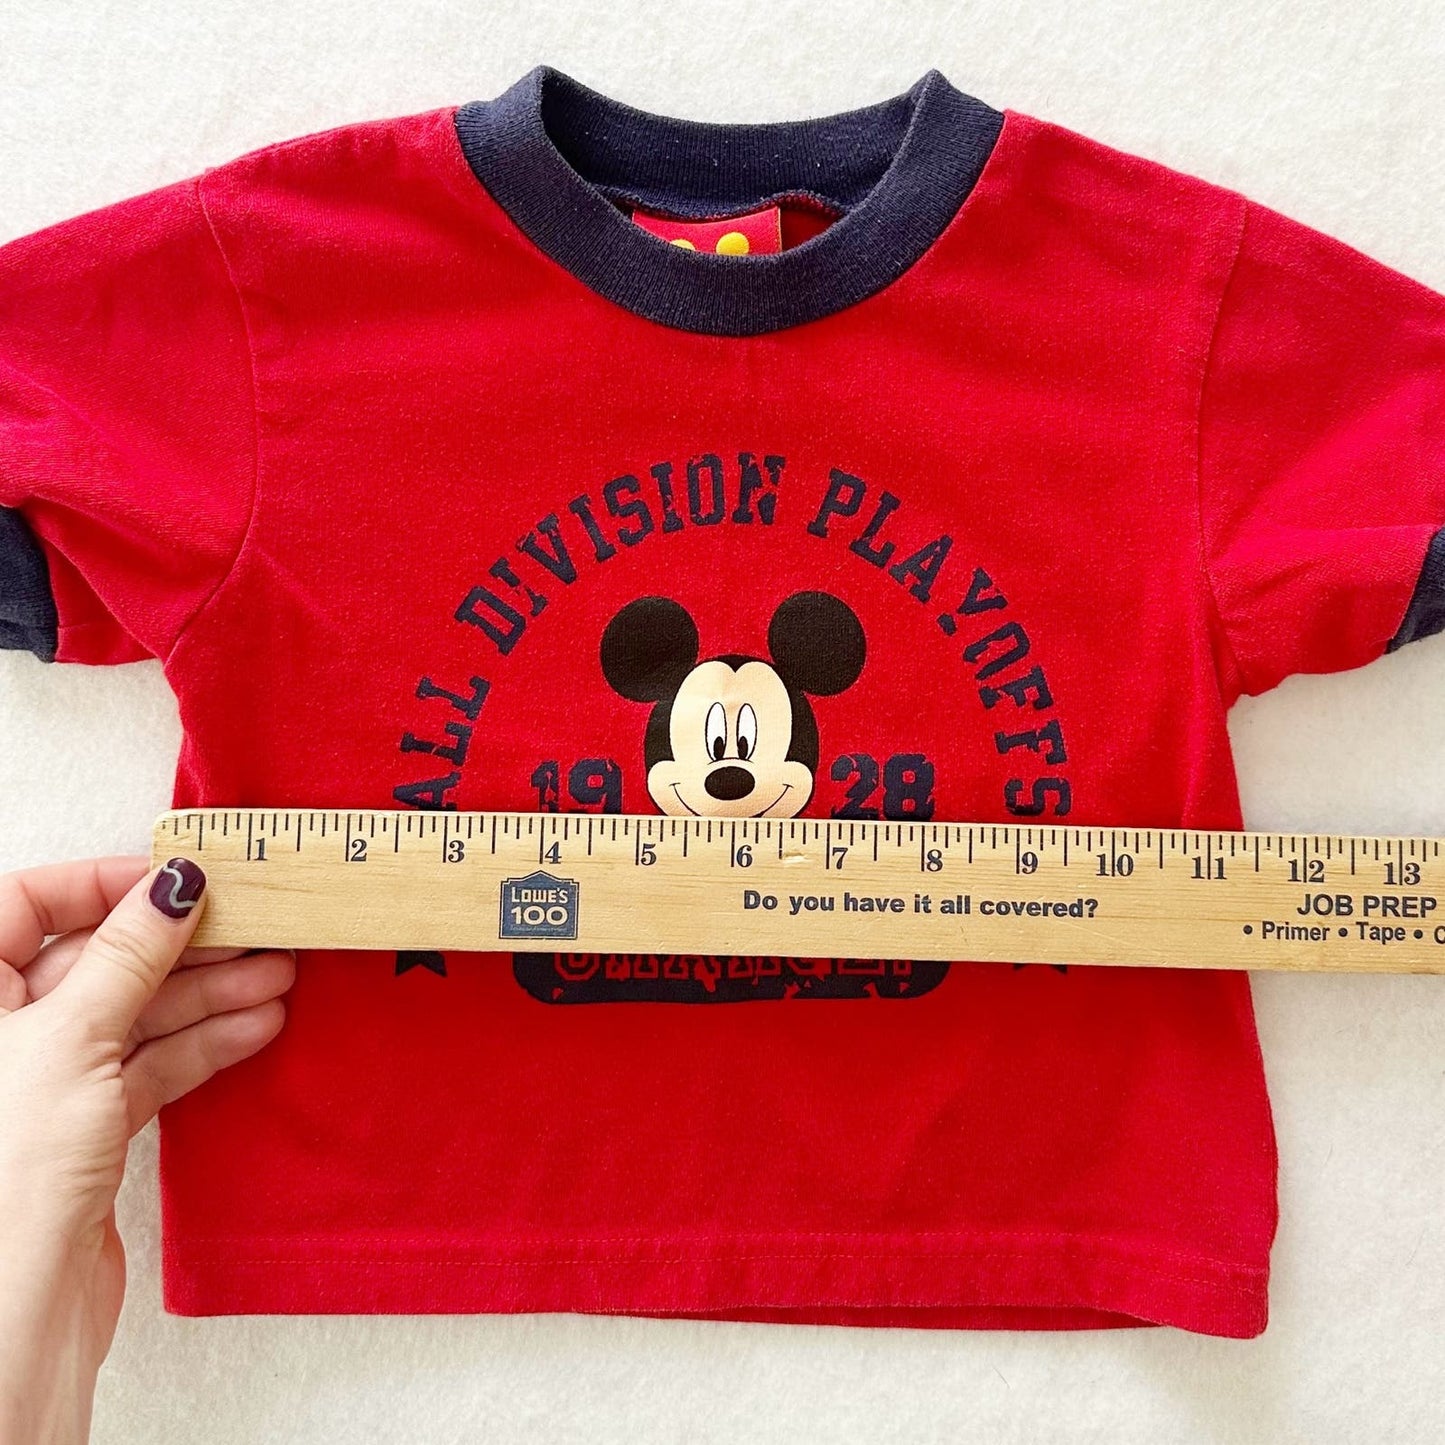 ALL DIVISION PLAYOFFS
19 28
1 2 3 4 5 6 7 8 9 10 11 12 13
LOWE'S
100
Do you have it all covered?
JOB PREP
• Primer • Tape •